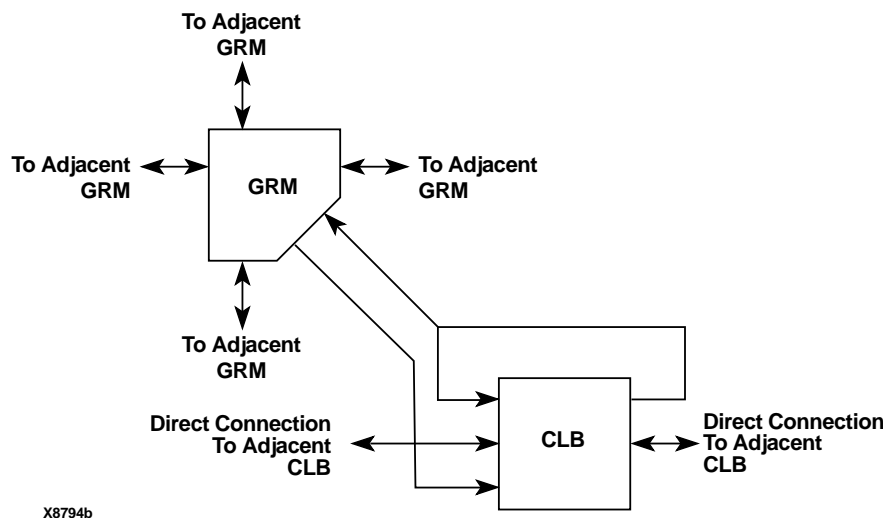 To Adjacent
GRM
To Adjacent
GRM
GRM
To Adjacent
GRM
To Adjacent
GRM
Direct Connection
To Adjacent
CLB
CLB
Direct Connection
To Adjacent
CLB
X8794b